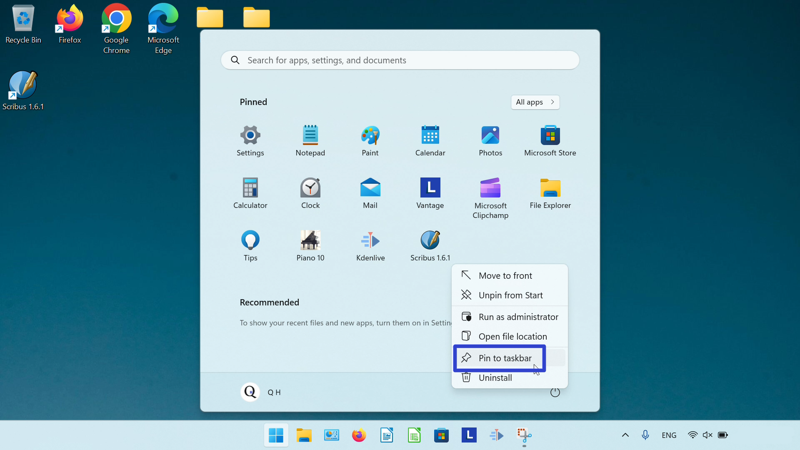 Recycle Bin
Firefox
Google
Chrome
Microsoft
Edge
Scribus 1.6.1
Search for apps, settings, and documents
Pinned
All apps
Settings
Notepad
Paint
Calendar
Photos
Microsoft Store
Calculator
Clock
Mail
L
Vantage
Microsoft
Clipchamp
File Explorer
Tips
Piano 10
Kdenlive
Scribus 1.6.1
Move to front
Unpin from Start
Run as administrator
Open file location
Pin to taskbar
Uninstall
Recommended
To show your recent files and new apps, turn them on in Settin
Q
Q H
L
ENG